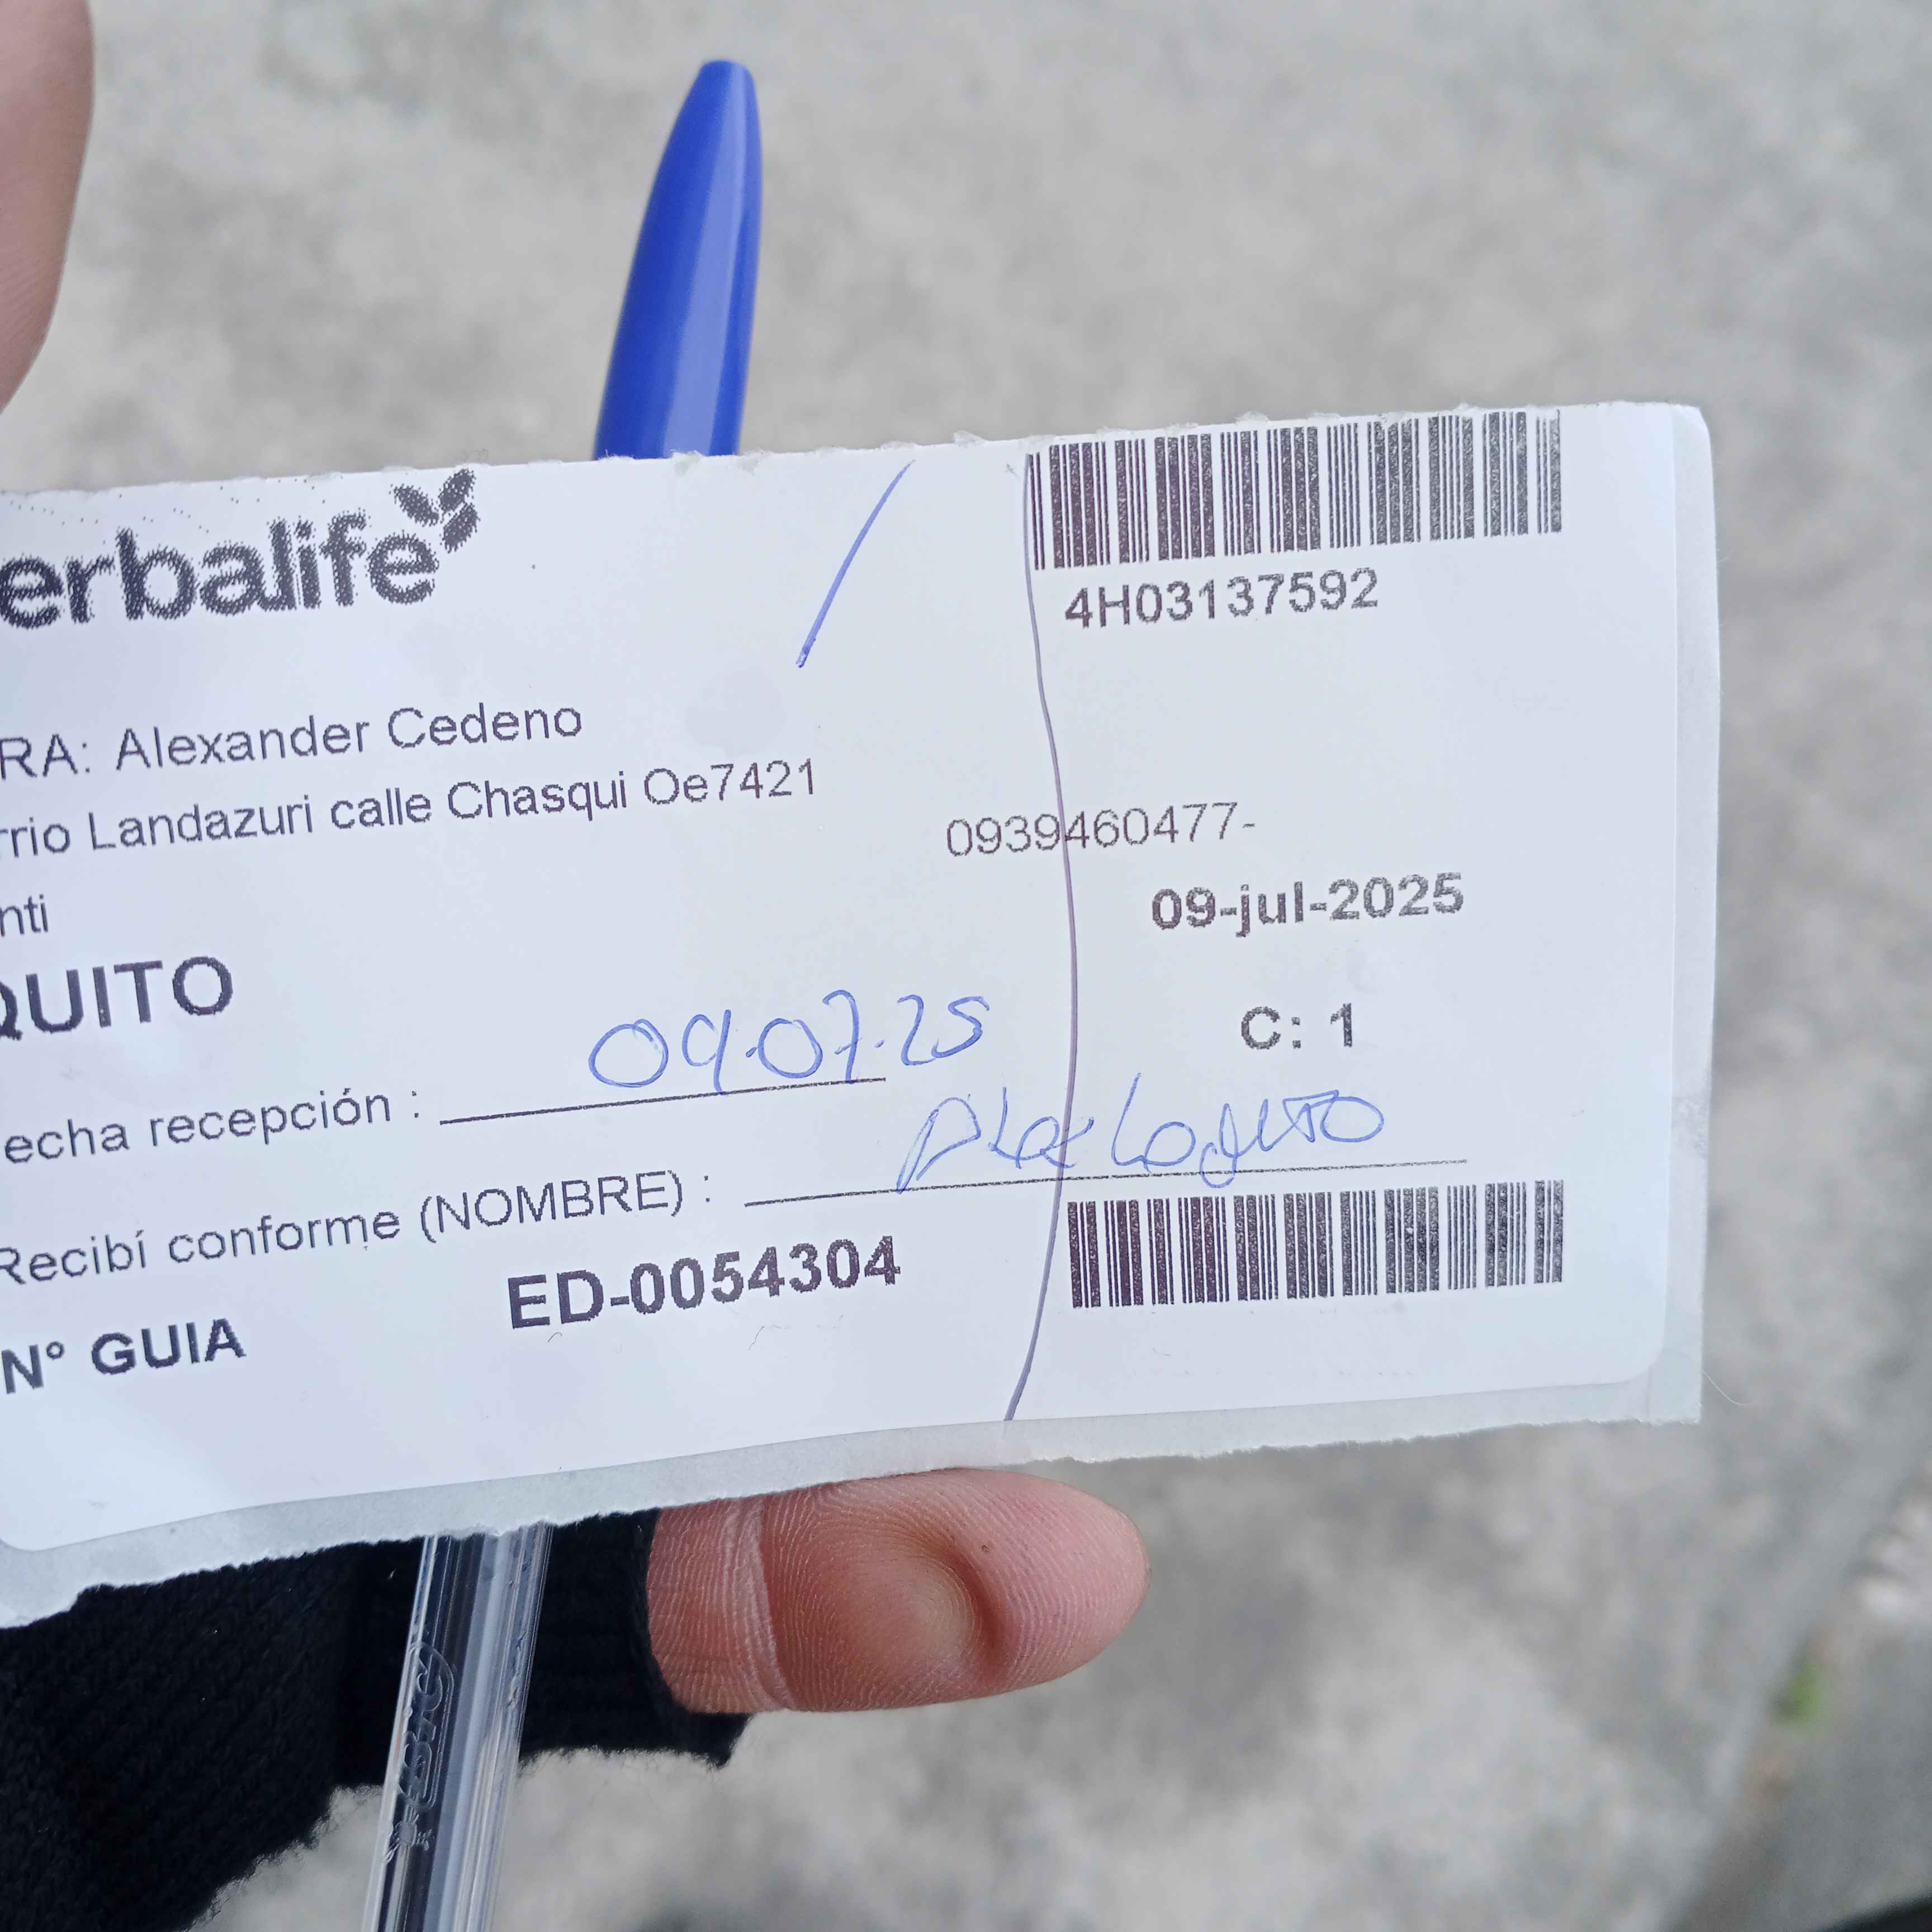 erbalife
4H03137592
RA: Alexander Cedeno
rrio Landazuri calle Chasqui Oe7421
0939460477-
nti
09-jul-2025
QUITO
C: 1
echa recepción : 09.07.25
Recibí conforme (NOMBRE) :
ED-0054304
N° GUIA
BIC